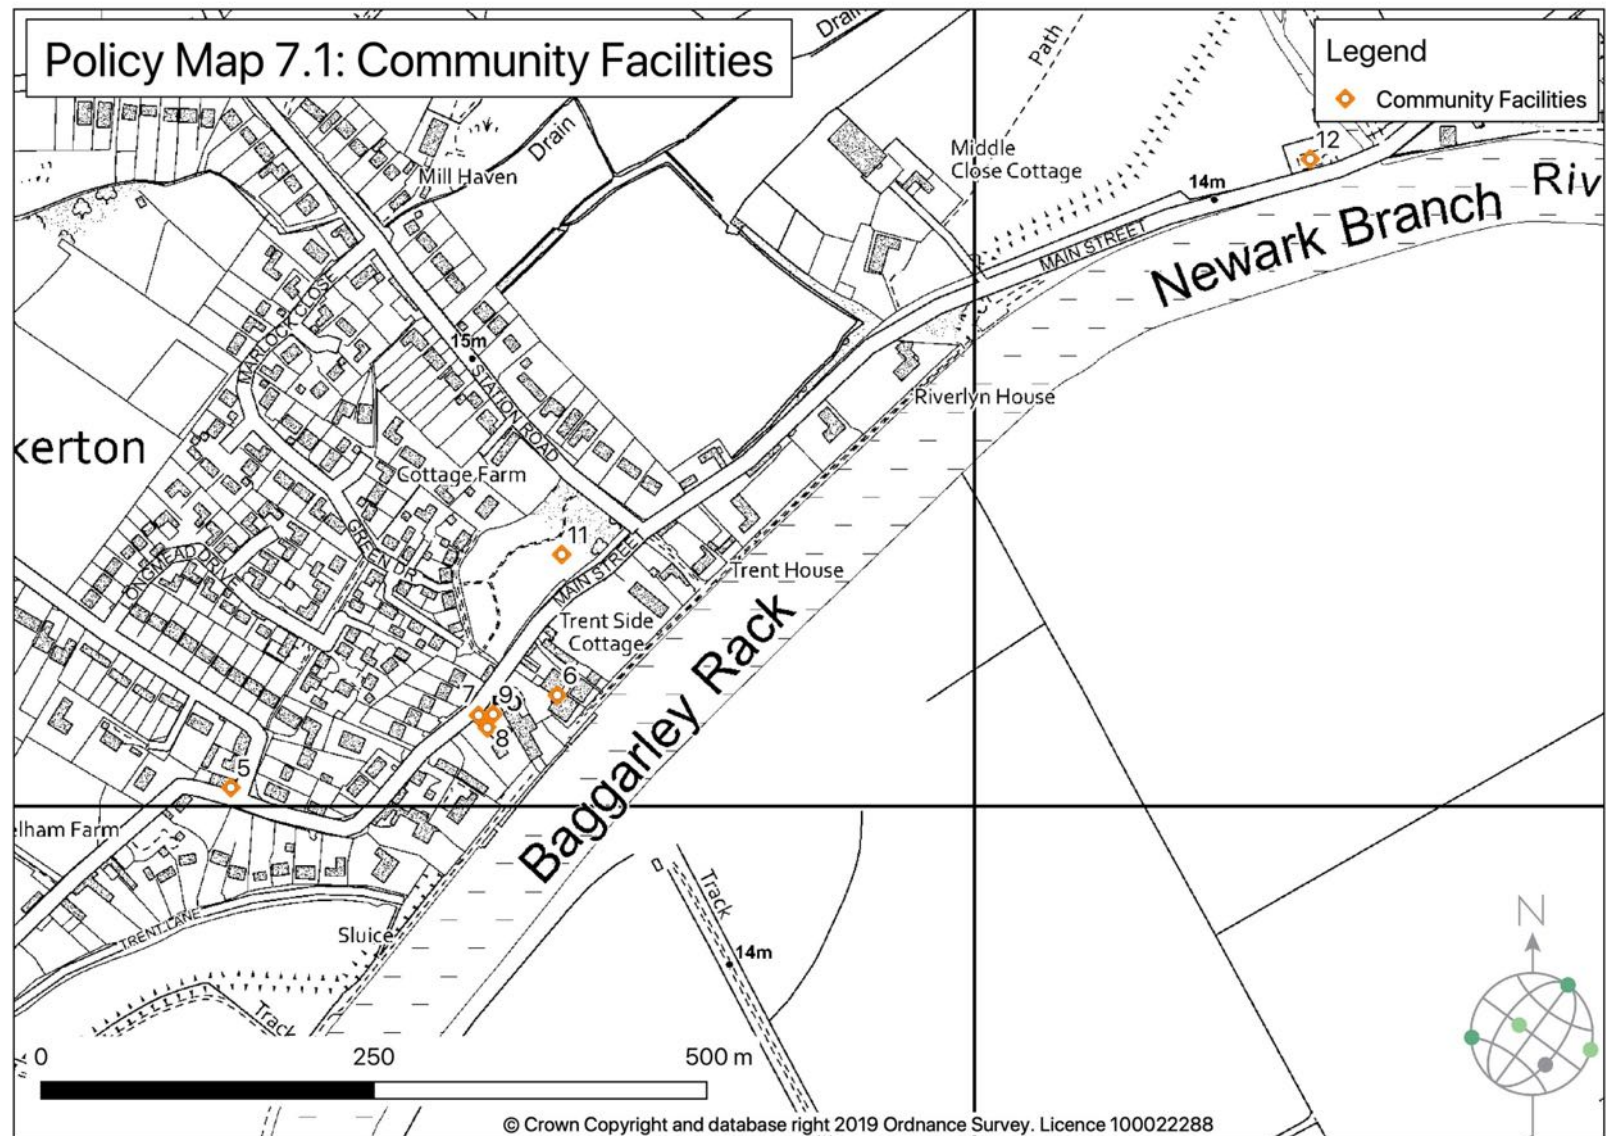 Policy Map 7.1: Community Facilities
Drain
Path
Legend
Community Facilities
12
Middle
Close Cottage
14m
Drain
Mill Haven
MAIN STREET
Newark Branch
Riv
MARLOCK CLOSE
15m
STATION ROAD
Riverlyn House
kerton
Cottage Farm
11
GREEN DR
LONGMEAD DRIVE
MAIN STREET
Trent House
Trent Side
Cottage
Baggarley Rack
6
7
9
8
5
elham Farm
TRENT LANE
Sluice
Track
14m
Track
N
0
250
500 m
© Crown Copyright and database right 2019 Ordnance Survey. Licence 100022288